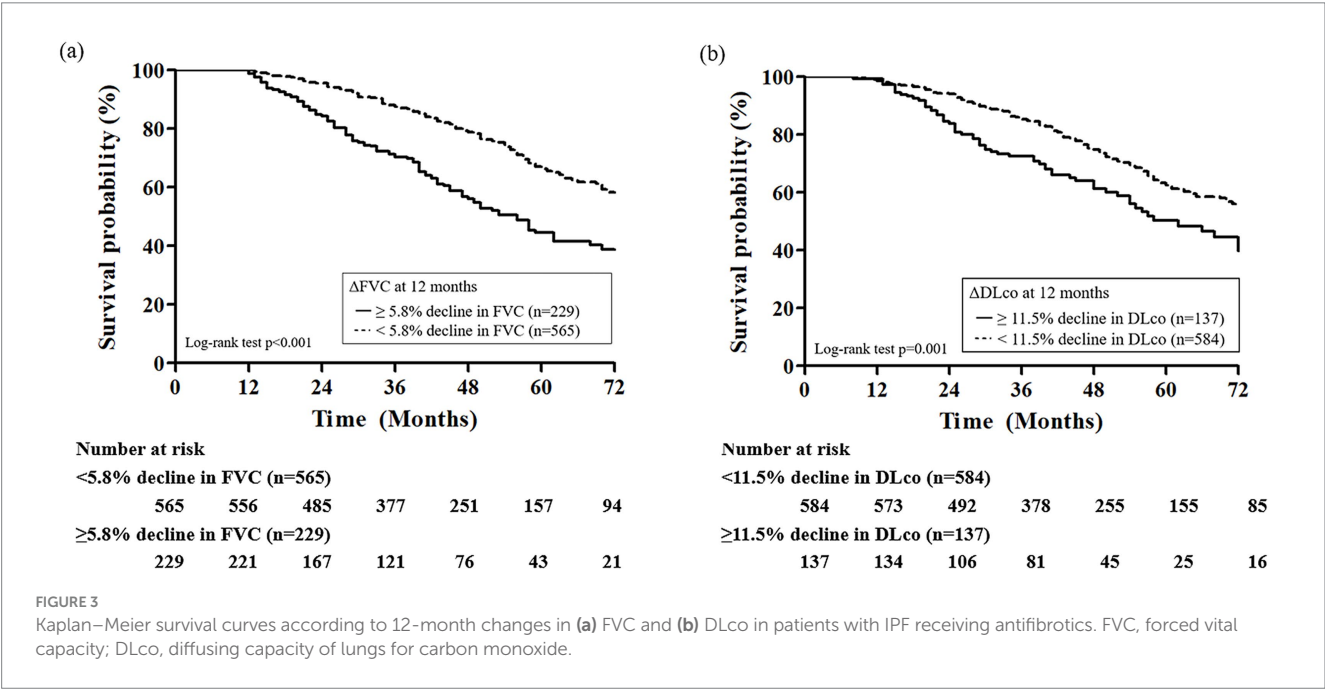 (a)
100
80
60
40
20
0
Survival probability (%)
ΔFVC at 12 months
≥ 5.8% decline in FVC (n=229)
< 5.8% decline in FVC (n=565)
Log-rank test p<0.001
0 12 24 36 48 60 72
Time (Months)
Number at risk
<5.8% decline in FVC (n=565)
565 556 485 377 251 157 94
≥5.8% decline in FVC (n=229)
229 221 167 121 76 43 21
(b)
100
80
60
40
20
0
Survival probability (%)
ΔDLco at 12 months
≥ 11.5% decline in DLco (n=137)
< 11.5% decline in DLco (n=584)
Log-rank test p=0.001
0 12 24 36 48 60 72
Time (Months)
Number at risk
<11.5% decline in DLco (n=584)
584 573 492 378 255 155 85
≥11.5% decline in DLco (n=137)
137 134 106 81 45 25 16
FIGURE 3
Kaplan–Meier survival curves according to 12-month changes in (a) FVC and (b) DLco in patients with IPF receiving antifibrotics. FVC, forced vital
capacity; DLco, diffusing capacity of lungs for carbon monoxide.